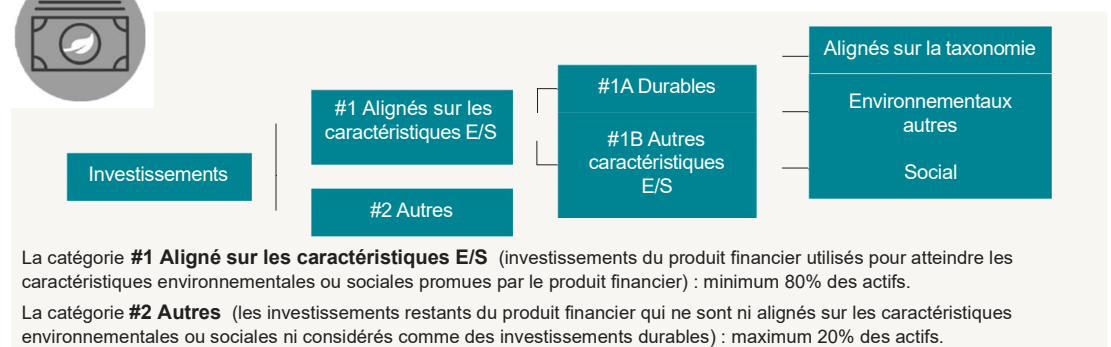 Investissements
#1 Alignés sur les
caractéristiques E/S
#2 Autres
#1A Durables
#1B Autres
caractéristiques
E/S
Alignés sur la taxonomie
Environnementaux
autres
Social
La catégorie #1 Aligné sur les caractéristiques E/S (investissements du produit financier utilisés pour atteindre les
caractéristiques environnementales ou sociales promues par le produit financier) : minimum 80% des actifs.
La catégorie #2 Autres (les investissements restants du produit financier qui ne sont ni alignés sur les caractéristiques
environnementales ou sociales ni considérés comme des investissements durables) : maximum 20% des actifs.